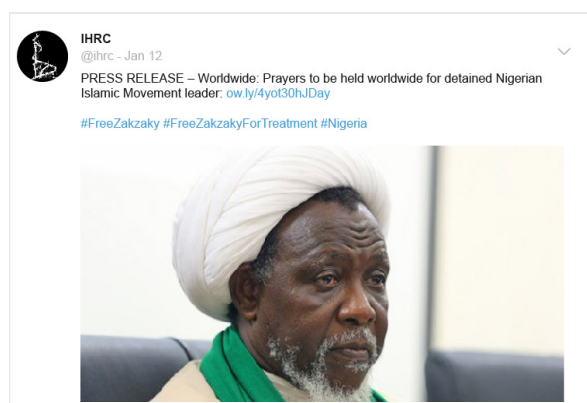 IHRC
@ihrc - Jan 12
PRESS RELEASE – Worldwide: Prayers to be held worldwide for detained Nigerian
Islamic Movement leader: ow.ly/4yot30hJDay
#FreeZakzaky #FreeZakzakyForTreatment #Nigeria